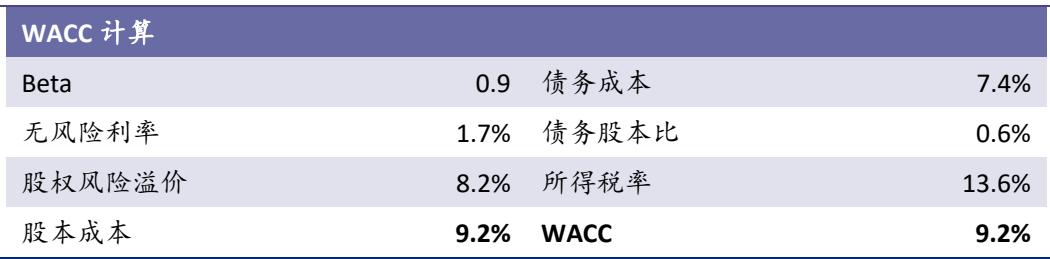 WACC 计算
Beta 0.9 债务成本 7.4%
无风险利率 1.7% 债务股本比 0.6%
股权风险溢价 8.2% 所得税率 13.6%
股本成本 9.2% WACC 9.2%